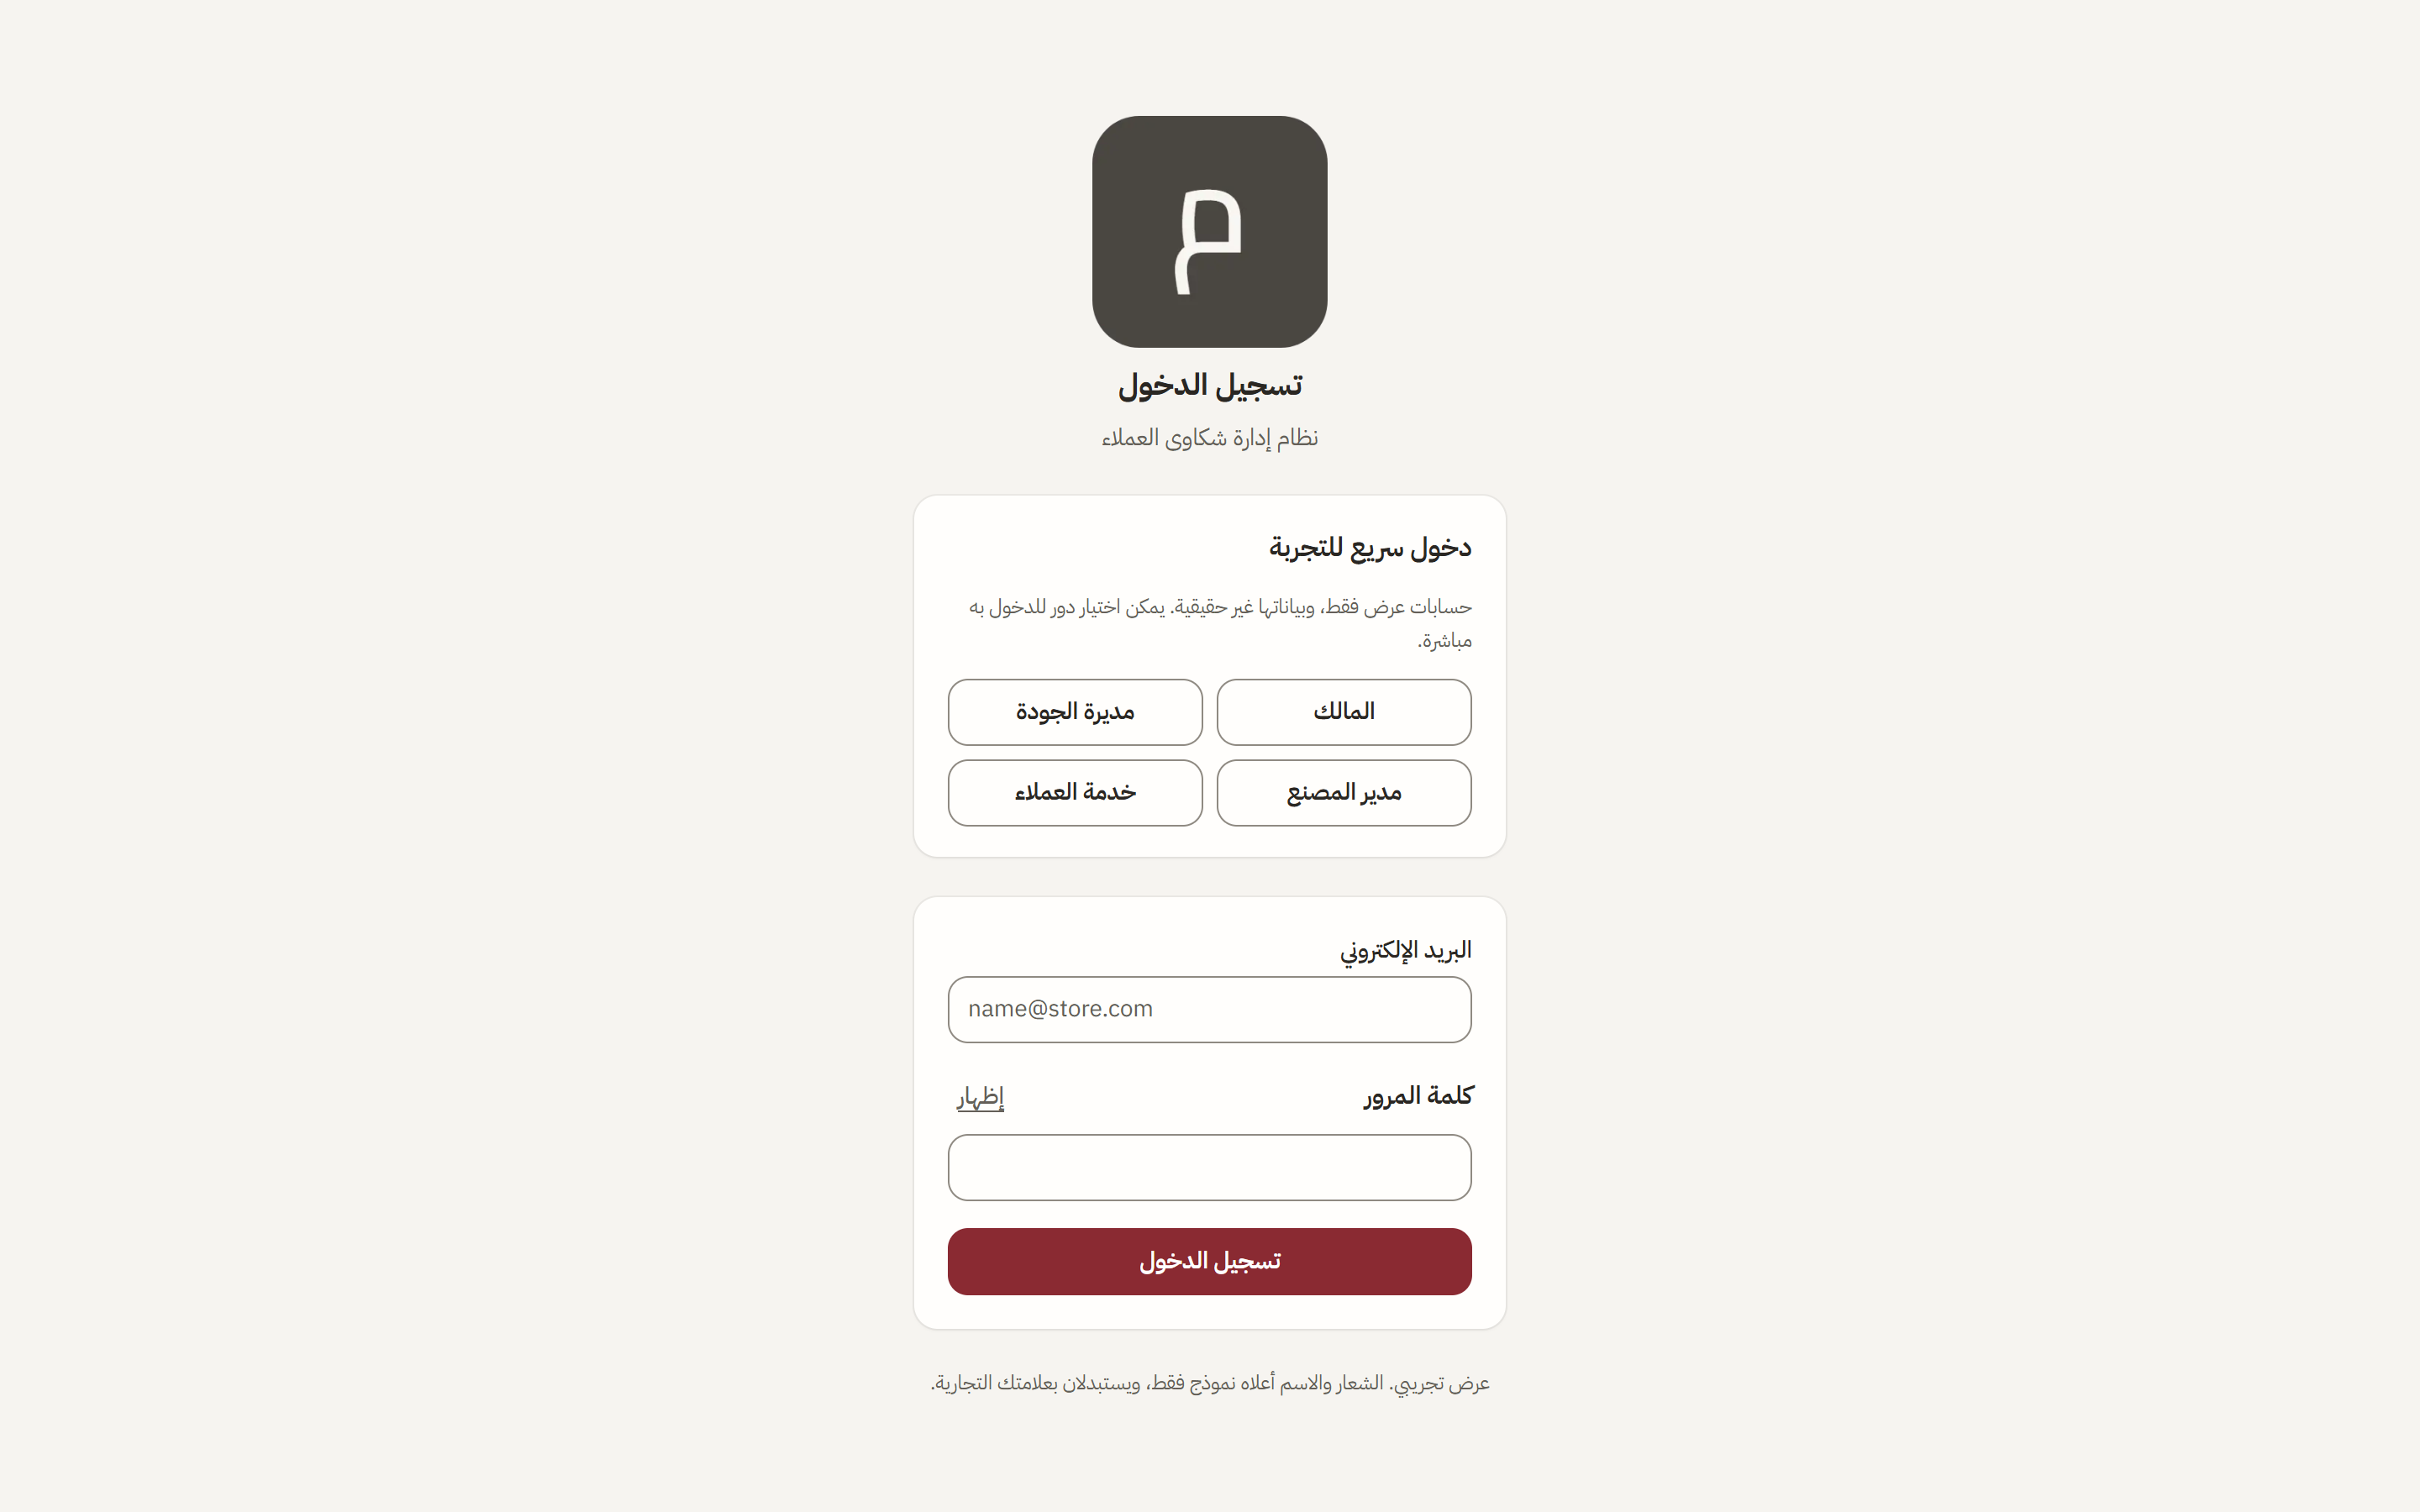 م
تسجيل الدخول
نظام إدارة شكاوى العملاء
دخول سريع للتجربة
حسابات عرض فقط، وبياناتها غير حقيقية. يمكن اختيار دور للدخول به
مباشرة.
المالك
مديرة الجودة
مدير المصنع
خدمة العملاء
البريد الإلكتروني
name@store.com
كلمة المرور
إظهار
تسجيل الدخول
عرض تجريبي. الشعار والاسم أعلاه نموذج فقط، ويستبدلان بعلامتك التجارية.